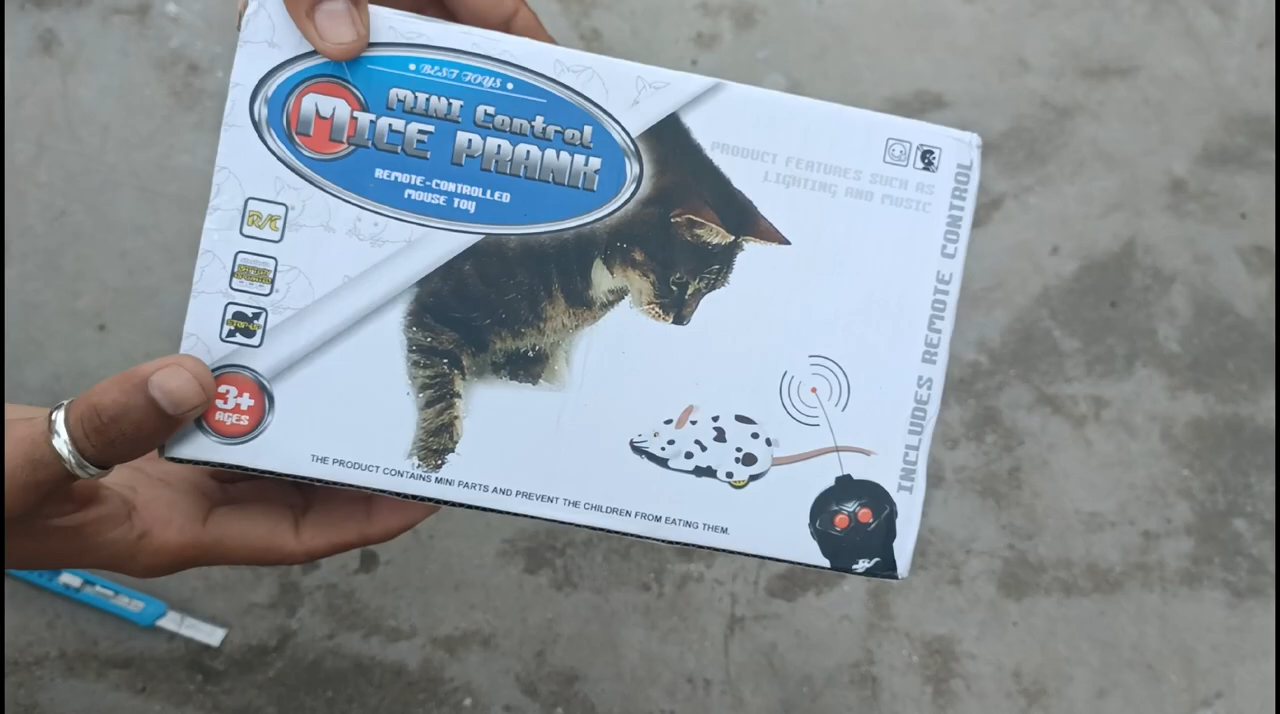 • BEST TOYS •
MINI Control
MICE PRANK
REMOTE-CONTROLLED
MOUSE TOY
PRODUCT FEATURES SUCH AS
LIGHTING AND MUSIC
R/C
STOP-UP
3+
AGES
INCLUDES REMOTE CONTROL
THE PRODUCT CONTAINS MINI PARTS AND PREVENT THE CHILDREN FROM EATING THEM.